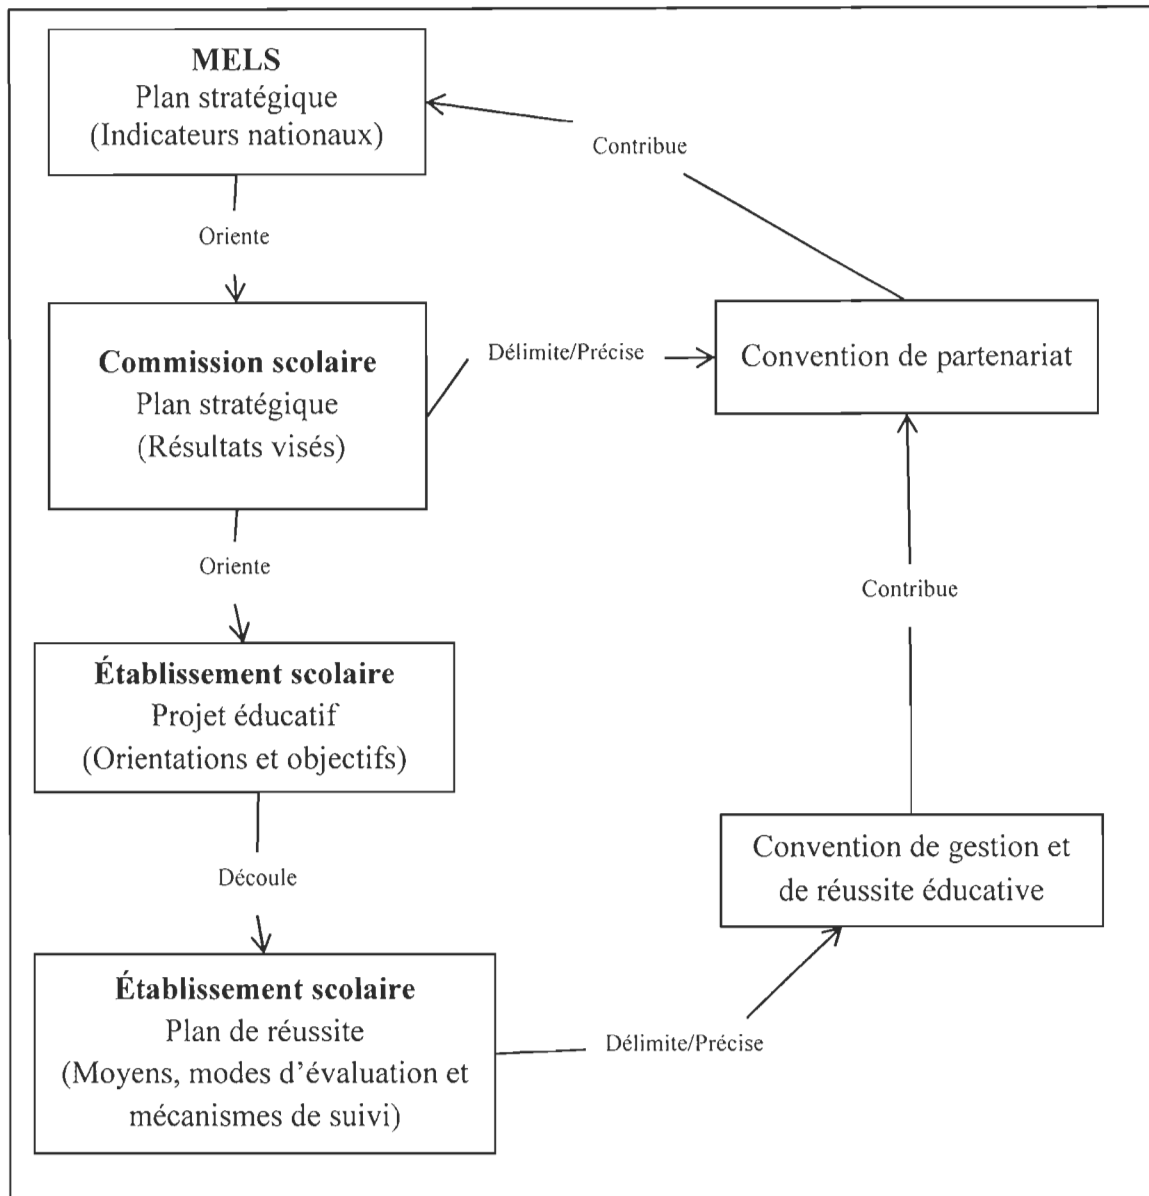 MELS
Plan stratégique
(Indicateurs nationaux)
Contribue
Oriente
Commission scolaire
Plan stratégique
(Résultats visés)
Délimite/Précise
Convention de partenariat
Oriente
Contribue
Établissement scolaire
Projet éducatif
(Orientations et objectifs)
Découle
Convention de gestion et
de réussite éducative
Établissement scolaire
Plan de réussite
(Moyens, modes d'évaluation et
mécanismes de suivi)
Délimite/Précise